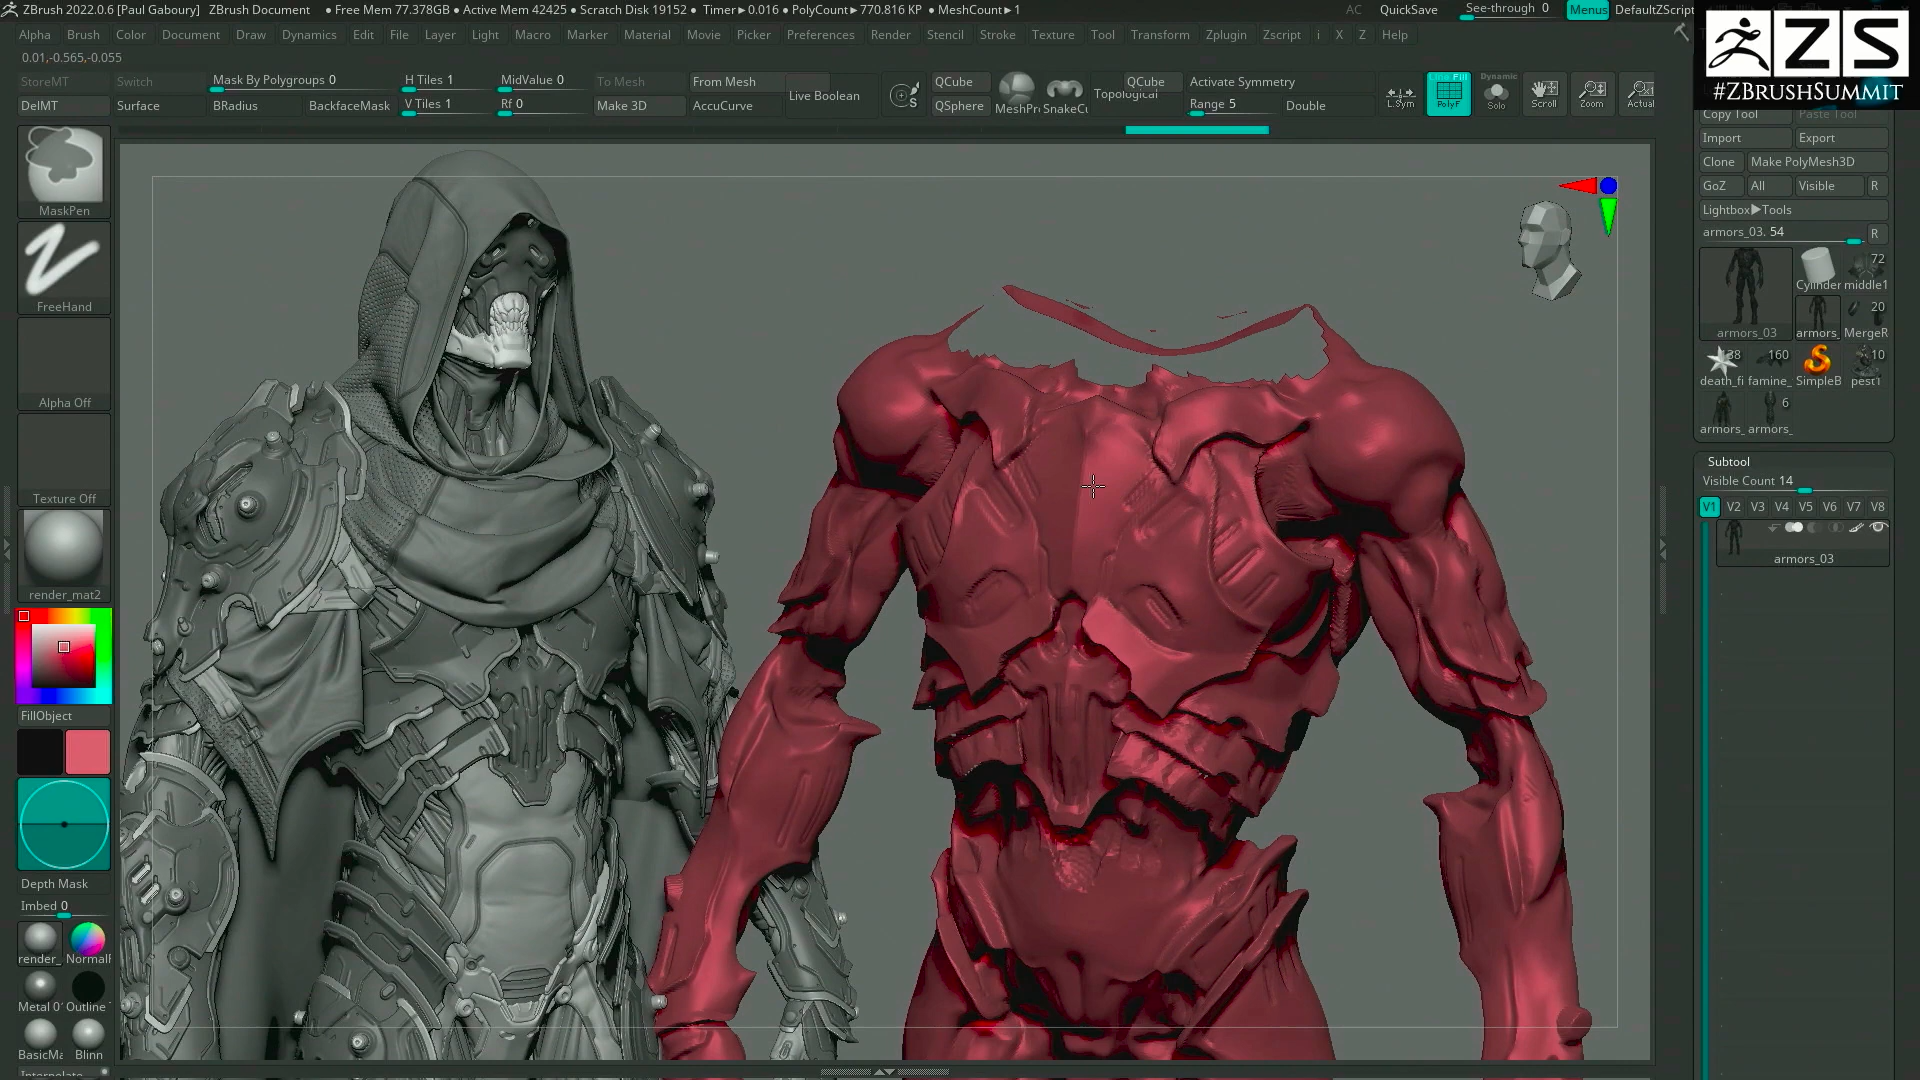 ZBrush 2022.0.6 [Paul Gaboury] ZBrush Document • Free Mem 77.378GB • Active Mem 42425 • Scratch Disk 19152 • Timer▸0.016 • PolyCount▸770.816 KP • MeshCount▸1 AC QuickSave See-through 0 Menus DefaultZScript
Alpha Brush Color Document Draw Dynamics Edit File Layer Light Macro Marker Material Movie Picker Preferences Render Stencil Stroke Texture Tool Transform Zplugin Zscript i X Z Help
0.01,-0.565,-0.055
StoreMT Switch Mask By Polygroups 0 H Tiles 1 MidValue 0 To Mesh From Mesh Live Boolean QCube QCube Activate Symmetry
DelMT Surface BRadius BackfaceMask V Tiles 1 Rf 0 Make 3D AccuCurve QSphere MeshPr SnakeCu Topological Range 5 Double L.Sym Line Fill PolyF Dynamic Solo Scroll Zoom Actual
ZS
#ZBRUSHSUMMIT
MaskPen
FreeHand
Alpha Off
Texture Off
render_mat2
FillObject
Depth Mask
Imbed 0
render_ NormalF
Metal 01 Outline
BasicMa Blinn
Interpolate
Copy Tool Paste Tool
Import Export
Clone Make PolyMesh3D
GoZ All Visible R
Lightbox▸Tools
armors_03. 54 R
72
Cylinder middle1
20
armors_03 armors_ MergeR
138 160 10
death_fi famine_ SimpleB pest1
6
armors_ armors_
Subtool
Visible Count 14
V1 V2 V3 V4 V5 V6 V7 V8
armors_03